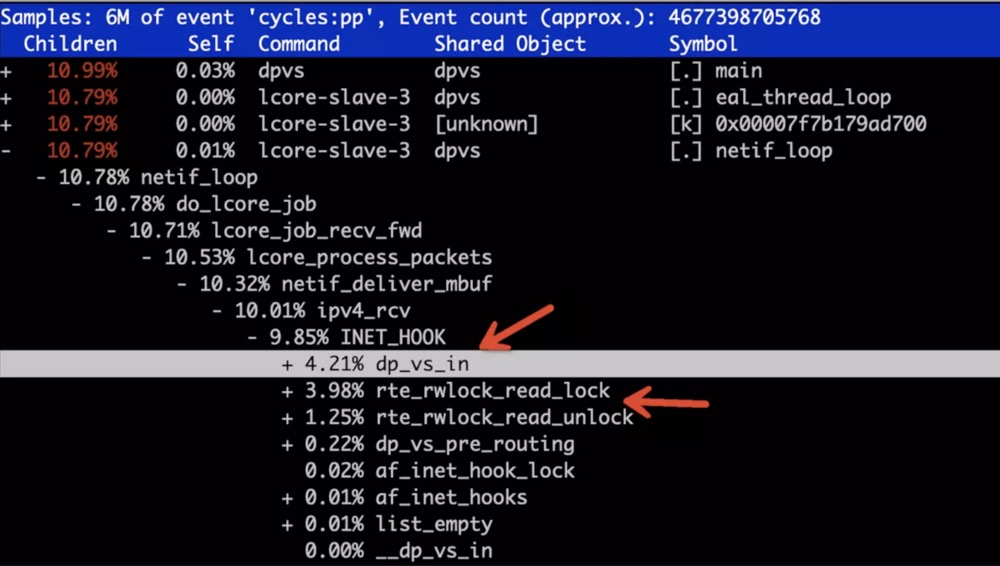 Samples: 6M of event 'cycles:pp', Event count (approx.): 4677398705768
Children Self Command Shared Object Symbol
+ 10.99% 0.03% dpvs dpvs [.] main
+ 10.79% 0.00% lcore-slave-3 dpvs [.] eal_thread_loop
+ 10.79% 0.00% lcore-slave-3 [unknown] [k] 0x00007f7b179ad700
- 10.79% 0.01% lcore-slave-3 dpvs [.] netif_loop
- 10.78% netif_loop
- 10.78% do_lcore_job
- 10.71% lcore_job_recv_fwd
- 10.53% lcore_process_packets
- 10.32% netif_deliver_mbuf
- 10.01% ipv4_rcv
- 9.85% INET_HOOK
+ 4.21% dp_vs_in
+ 3.98% rte_rwlock_read_lock
+ 1.25% rte_rwlock_read_unlock
+ 0.22% dp_vs_pre_routing
0.02% af_inet_hook_lock
+ 0.01% af_inet_hooks
+ 0.01% list_empty
0.00% __dp_vs_in